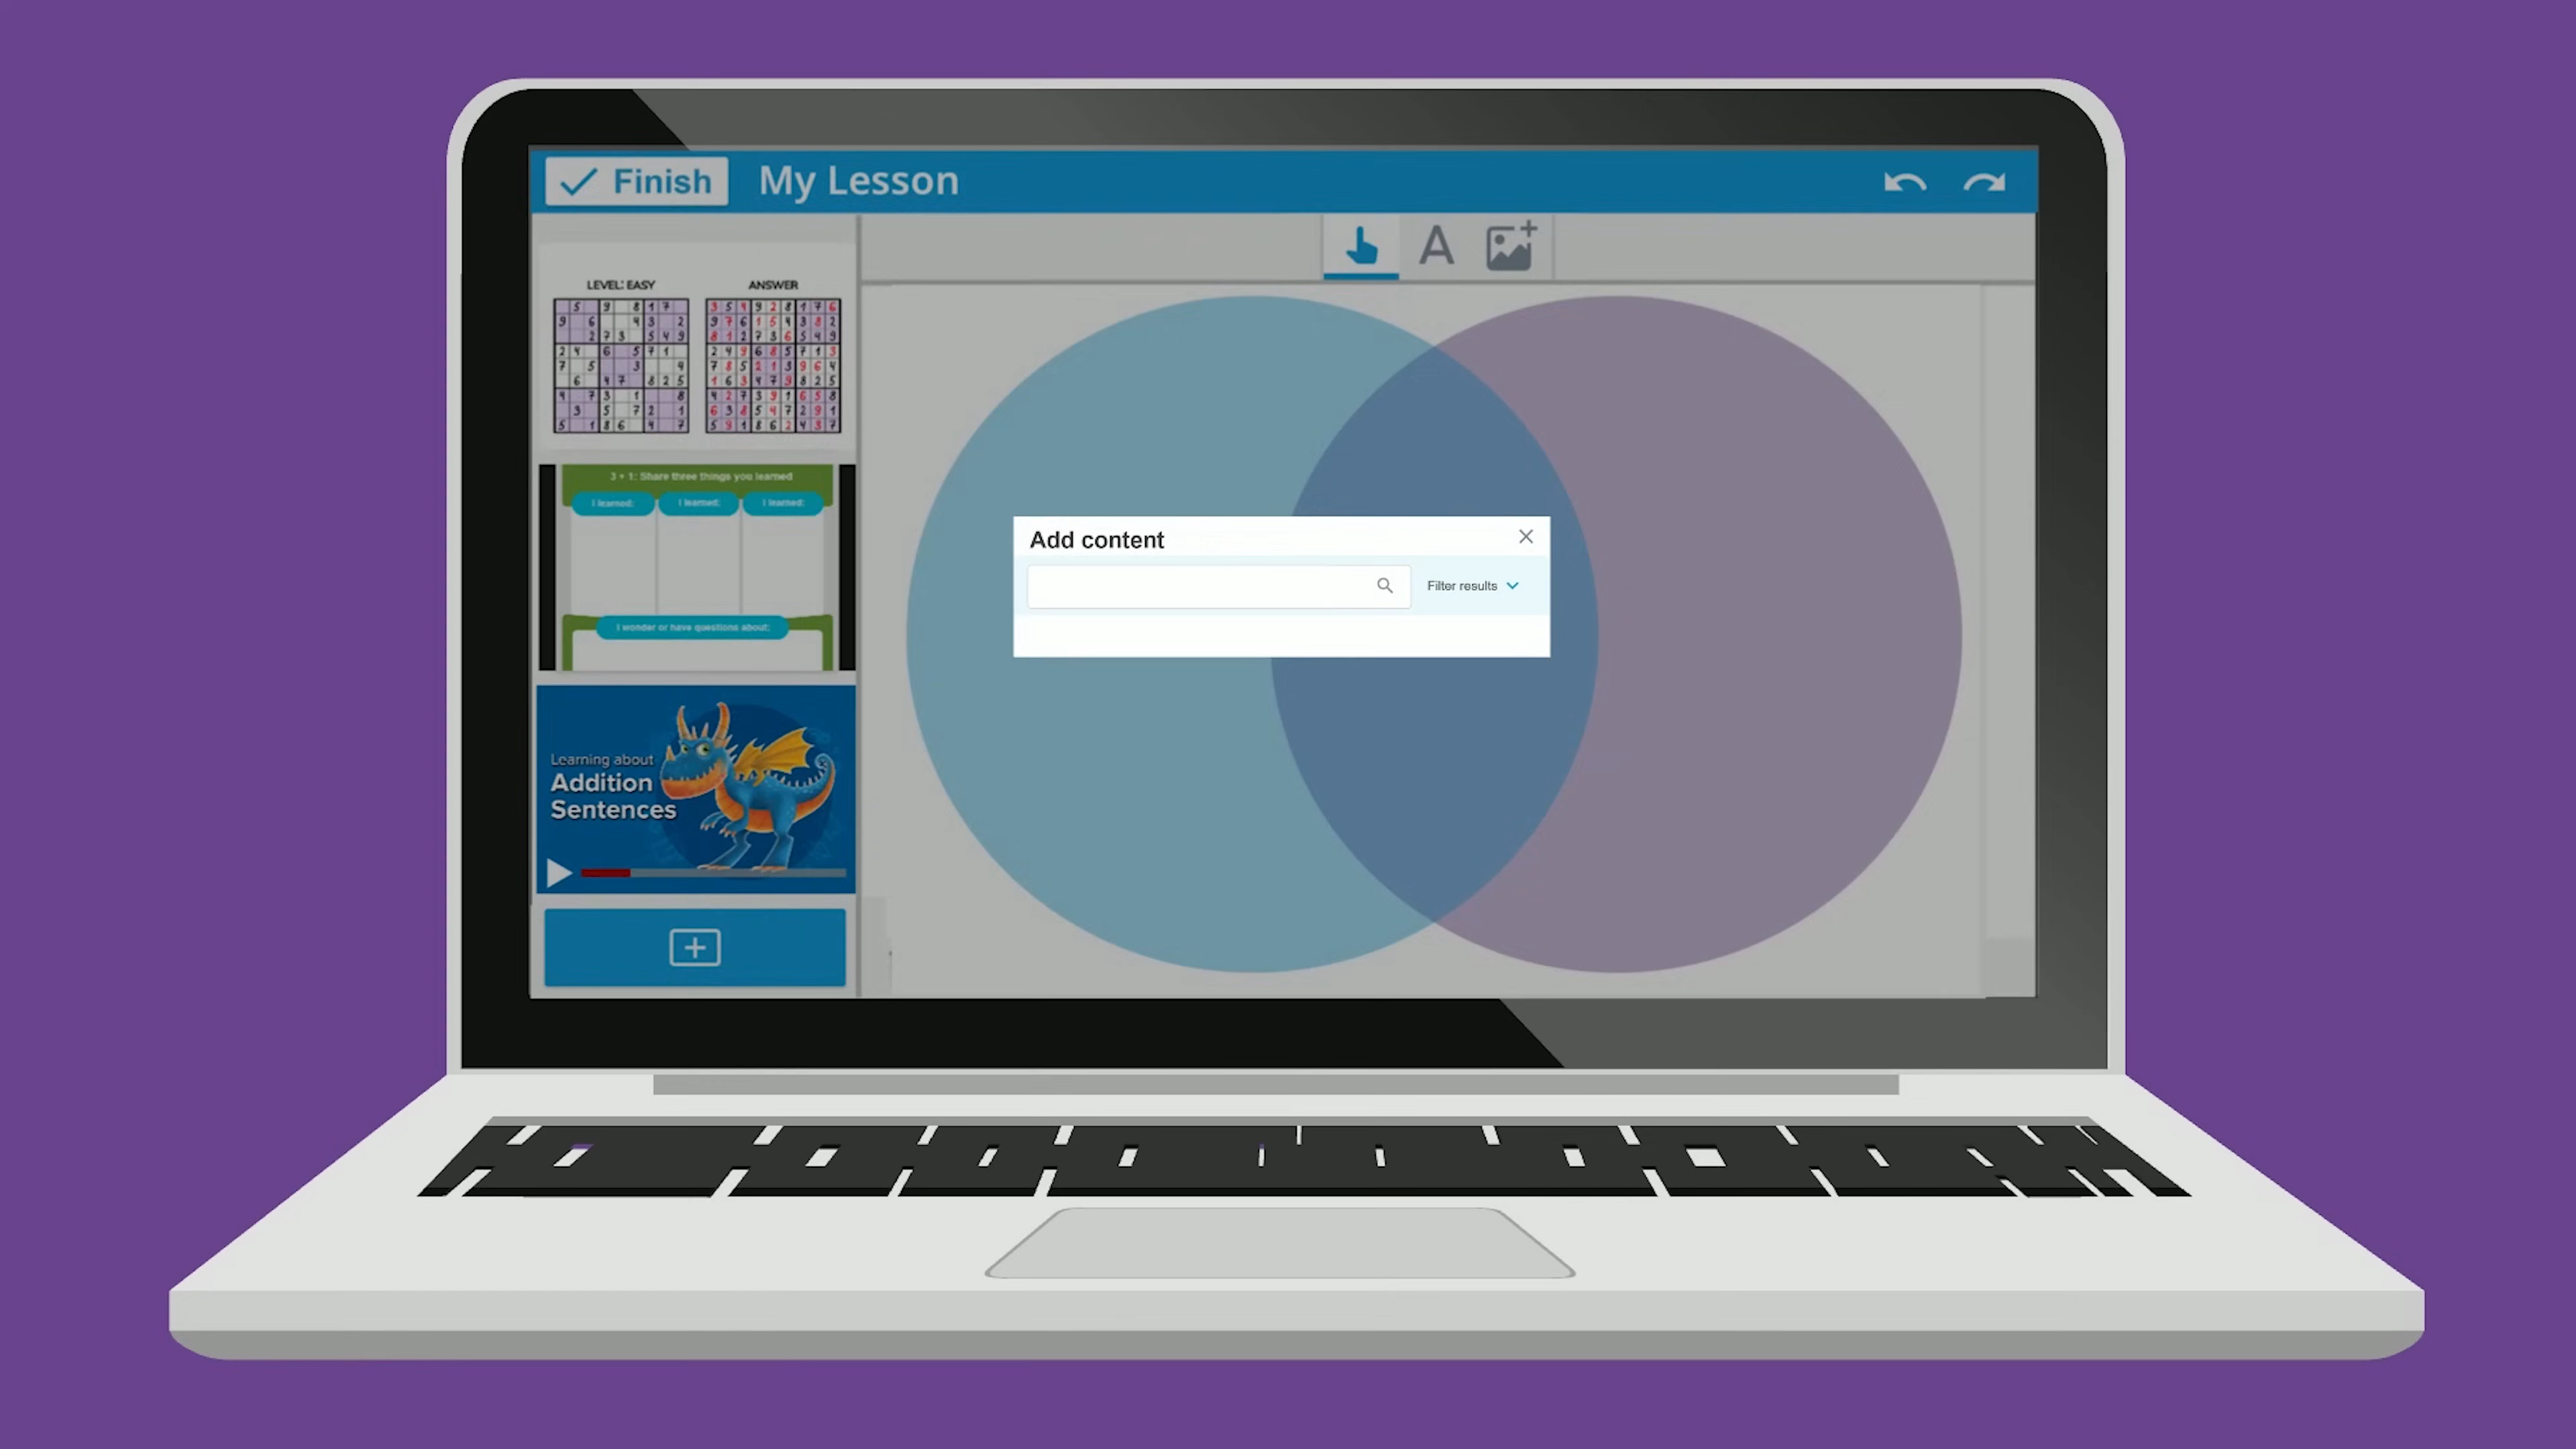 Finish
My Lesson
A
LEVEL: EASY
ANSWER
3 + 1: Share three things you learned
I learned:
I learned:
I learned:
I wonder or have questions about:
Learning about
Addition
Sentences
Add content
Filter results